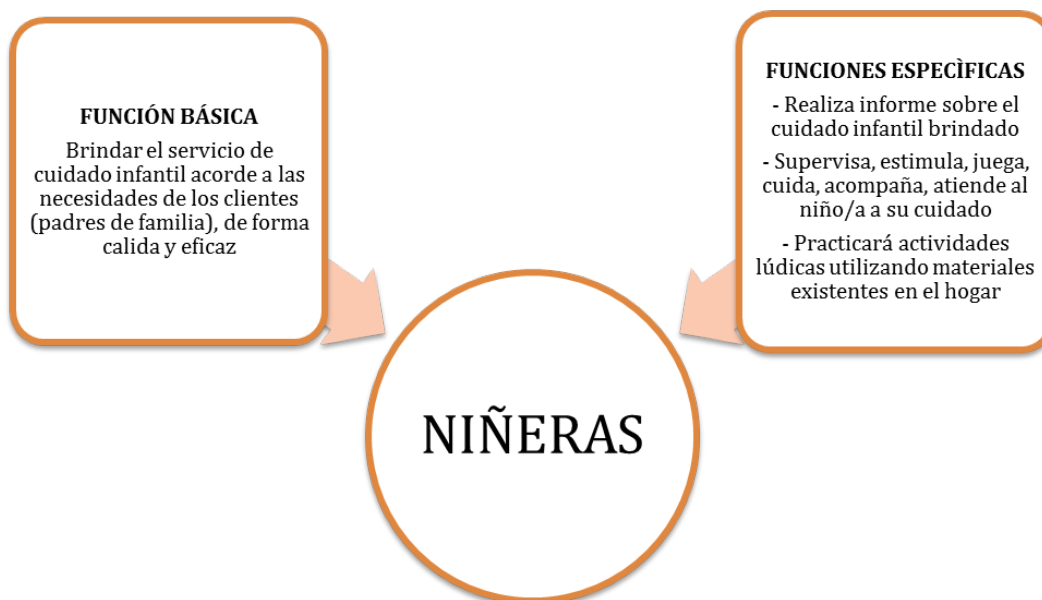 FUNCIÓN BÁSICA
Brindar el servicio de
cuidado infantil acorde a las
necesidades de los clientes
(padres de familia), de forma
calida y eficaz
FUNCIONES ESPECÌFICAS
- Realiza informe sobre el
cuidado infantil brindado
- Supervisa, estimula, juega,
cuida, acompaña, atiende al
niño/a a su cuidado
- Practicará actividades
lúdicas utilizando materiales
existentes en el hogar
NIÑERAS